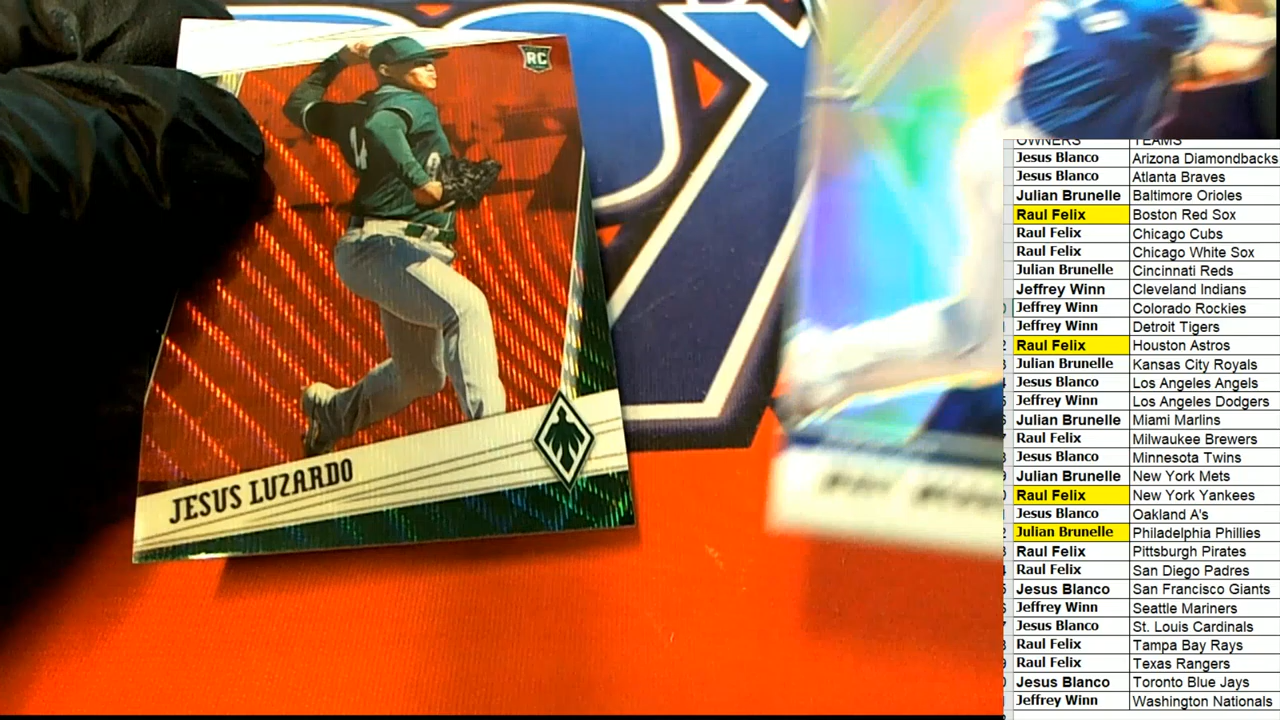 RC
4
JESUS LUZARDO
OWNERS TEAMS
Jesus Blanco Arizona Diamondbacks
Jesus Blanco Atlanta Braves
Julian Brunelle Baltimore Orioles
Raul Felix Boston Red Sox
Raul Felix Chicago Cubs
Raul Felix Chicago White Sox
Julian Brunelle Cincinnati Reds
Jeffrey Winn Cleveland Indians
Jeffrey Winn Colorado Rockies
Jeffrey Winn Detroit Tigers
Raul Felix Houston Astros
Julian Brunelle Kansas City Royals
Jesus Blanco Los Angeles Angels
Jeffrey Winn Los Angeles Dodgers
Julian Brunelle Miami Marlins
Raul Felix Milwaukee Brewers
Jesus Blanco Minnesota Twins
Julian Brunelle New York Mets
Raul Felix New York Yankees
Jesus Blanco Oakland A's
Julian Brunelle Philadelphia Phillies
Raul Felix Pittsburgh Pirates
Raul Felix San Diego Padres
Jesus Blanco San Francisco Giants
Jeffrey Winn Seattle Mariners
Jesus Blanco St. Louis Cardinals
Raul Felix Tampa Bay Rays
Raul Felix Texas Rangers
Jesus Blanco Toronto Blue Jays
Jeffrey Winn Washington Nationals